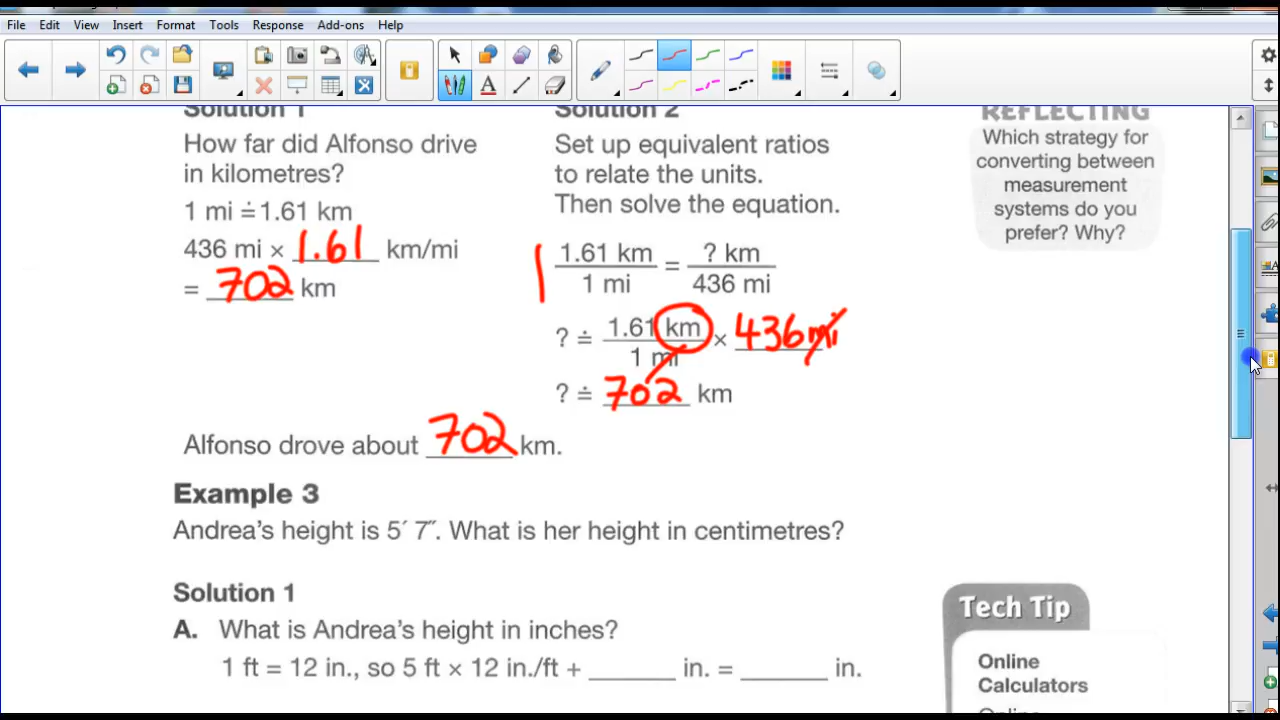 File Edit View Insert Format Tools Response Add-ons Help
Solution 1
How far did Alfonso drive
in kilometres?
1 mi ≐ 1.61 km
436 mi × 1.61 km/mi
= 702 km
Solution 2
Set up equivalent ratios
to relate the units.
Then solve the equation.
1.61 km / 1 mi = ? km / 436 mi
? ≐ 1.61 km / 1 mi × 436 mi
? ≐ 702 km
Alfonso drove about 702 km.
REFLECTING
Which strategy for
converting between
measurement
systems do you
prefer? Why?
Example 3
Andrea's height is 5′ 7″. What is her height in centimetres?
Solution 1
A. What is Andrea's height in inches?
1 ft = 12 in., so 5 ft × 12 in./ft + ______ in. = ______ in.
Tech Tip
Online
Calculators